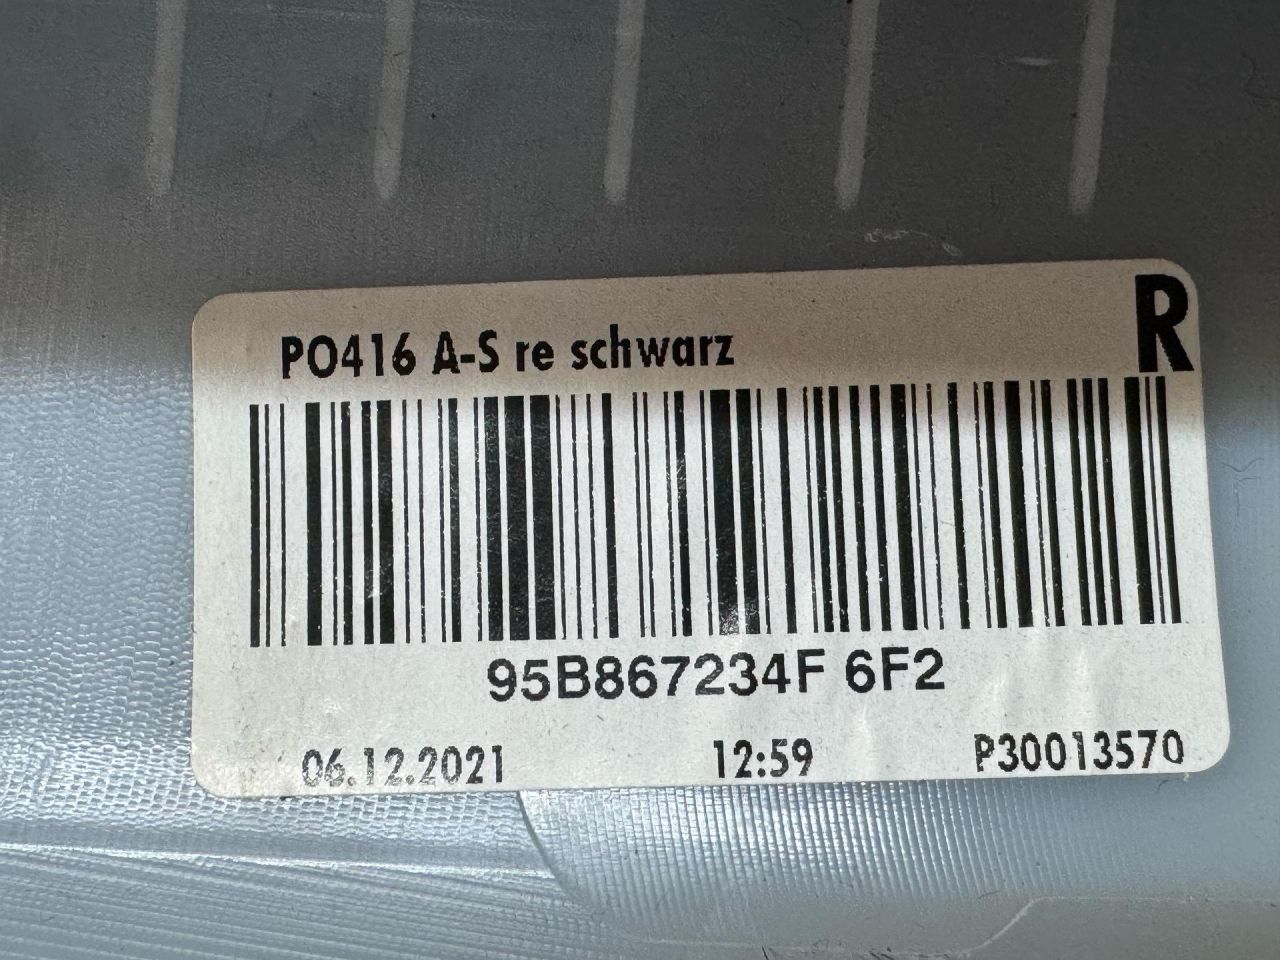 PO416 A-S re schwarz R
95B867234F 6F2
06.12.2021 12:59 P30013570